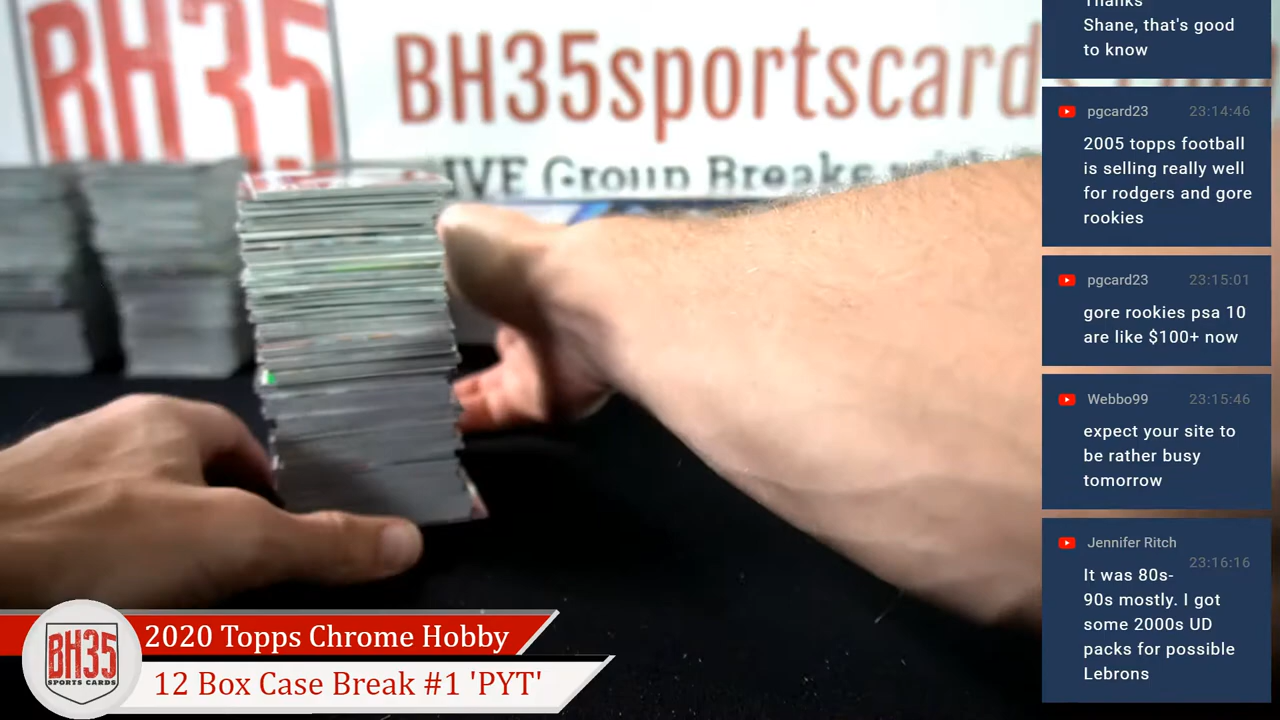 BH35
BH35sportscards
LIVE Group Breaks
Thanks
Shane, that's good
to know
pgcard23 23:14:46
2005 topps football
is selling really well
for rodgers and gore
rookies
pgcard23 23:15:01
gore rookies psa 10
are like $100+ now
Webbo99 23:15:46
expect your site to
be rather busy
tomorrow
Jennifer Ritch 23:16:16
It was 80s-
90s mostly. I got
some 2000s UD
packs for possible
Lebrons
BH35
SPORTS CARDS
2020 Topps Chrome Hobby
12 Box Case Break #1 'PYT'